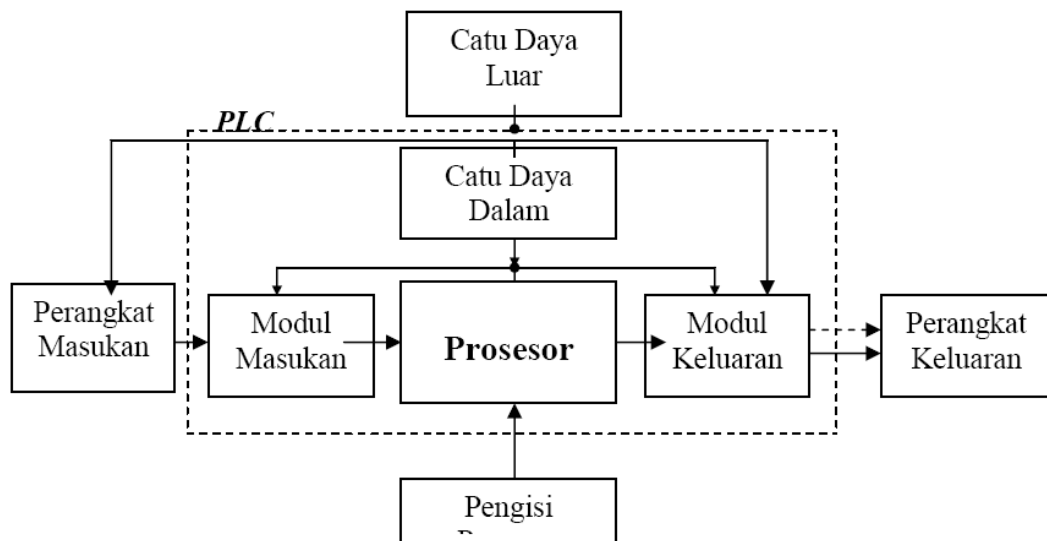 Catu Daya
Luar
PLC
Catu Daya
Dalam
Perangkat
Masukan
Modul
Masukan
Prosesor
Modul
Keluaran
Perangkat
Keluaran
Pengisi